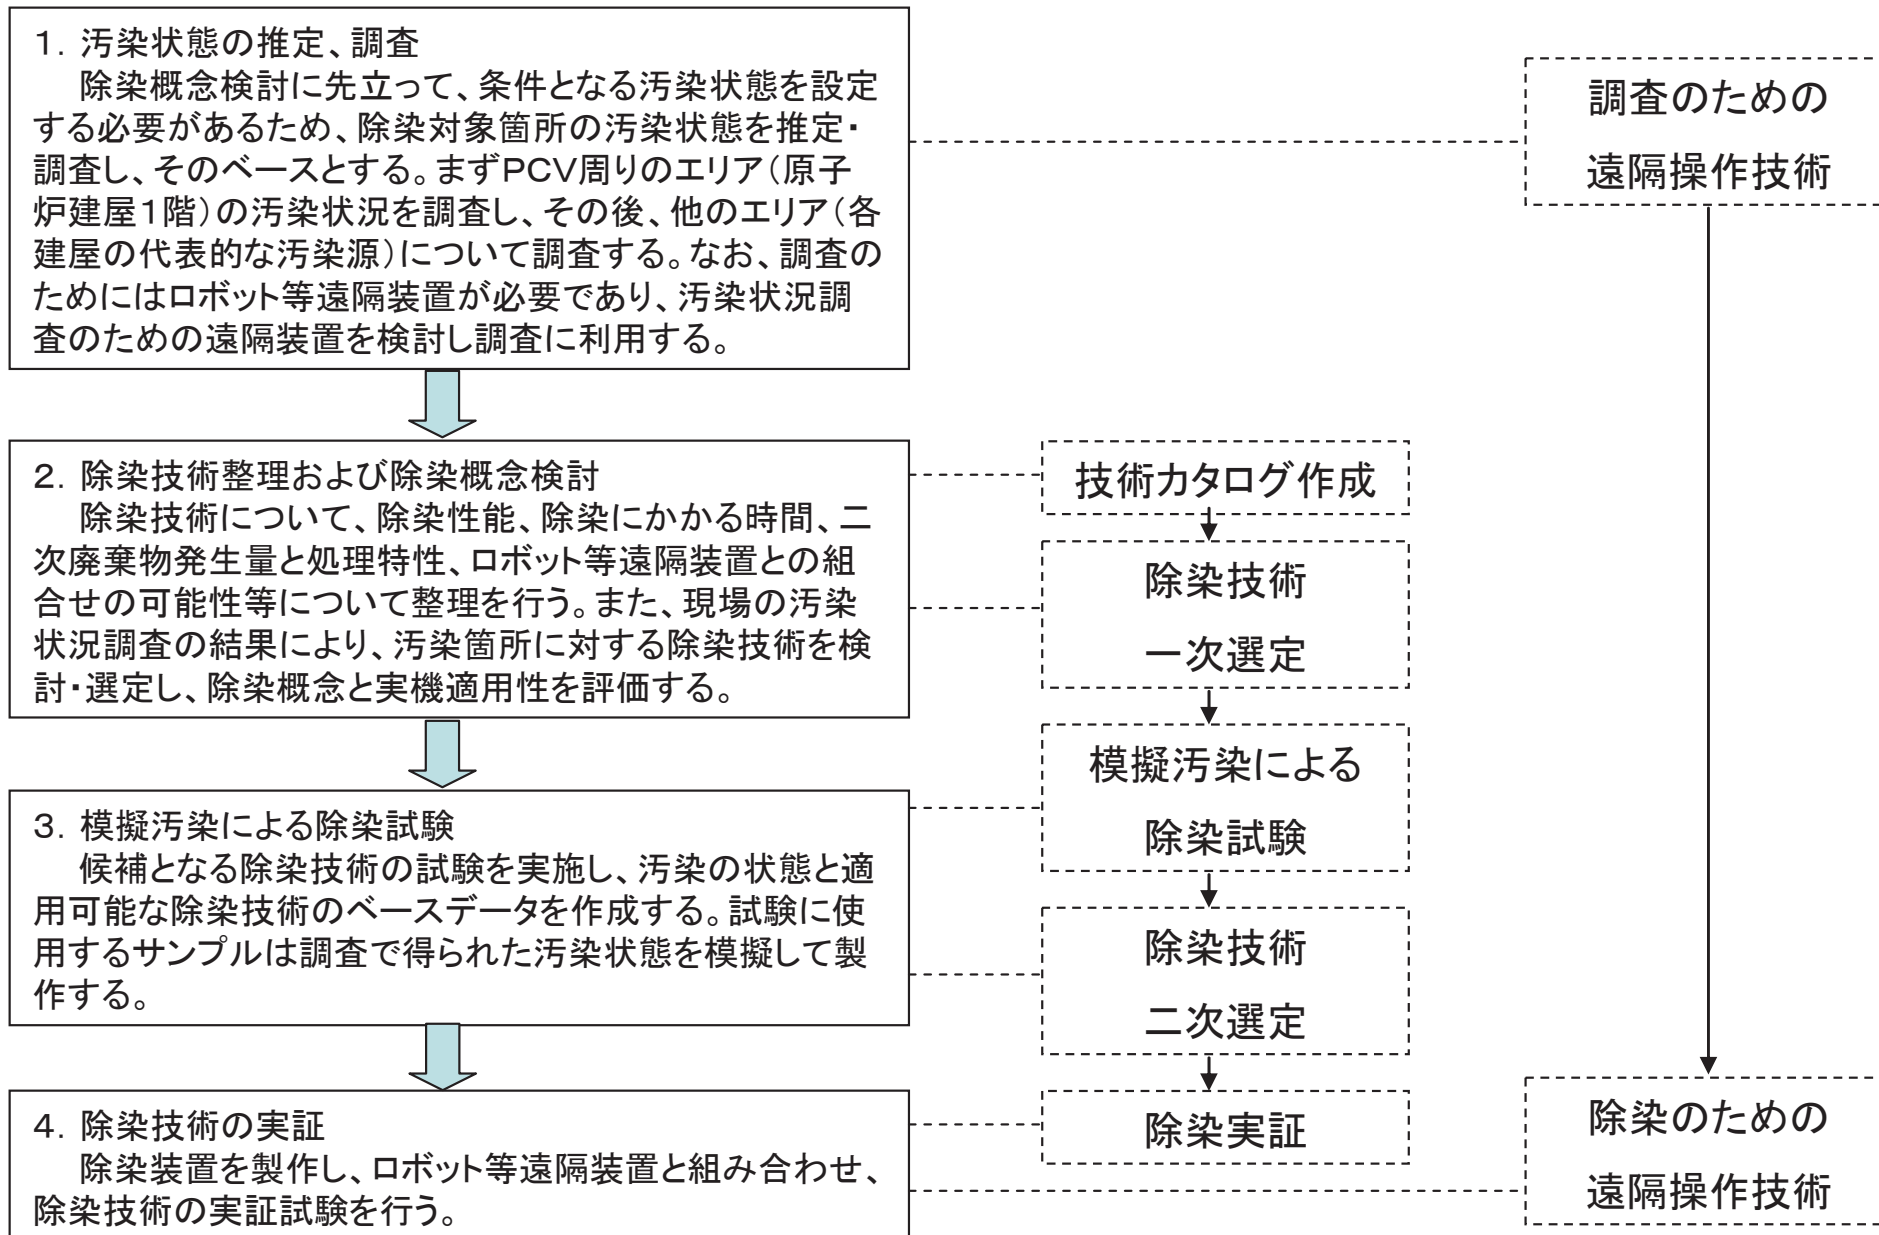 1．汚染状態の推定、調査
除染概念検討に先立って、条件となる汚染状態を設定
する必要があるため、除染対象箇所の汚染状態を推定・
調査し、そのベースとする。まずPCV周りのエリア（原子
炉建屋1階）の汚染状況を調査し、その後、他のエリア（各
建屋の代表的な汚染源）について調査する。なお、調査の
ためにはロボット等遠隔装置が必要であり、汚染状況調
査のための遠隔装置を検討し調査に利用する。
調査のための
遠隔操作技術
2．除染技術整理および除染概念検討
除染技術について、除染性能、除染にかかる時間、二
次廃棄物発生量と処理特性、ロボット等遠隔装置との組
合せの可能性等について整理を行う。また、現場の汚染
状況調査の結果により、汚染箇所に対する除染技術を検
討・選定し、除染概念と実機適用性を評価する。
技術カタログ作成
除染技術
一次選定
模擬汚染による
除染試験
3．模擬汚染による除染試験
候補となる除染技術の試験を実施し、汚染の状態と適
用可能な除染技術のベースデータを作成する。試験に使
用するサンプルは調査で得られた汚染状態を模擬して製
作する。
除染技術
二次選定
4．除染技術の実証
除染装置を製作し、ロボット等遠隔装置と組み合わせ、
除染技術の実証試験を行う。
除染実証
除染のための
遠隔操作技術